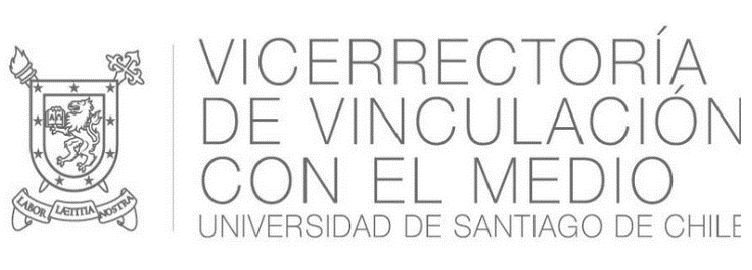 VICERRECTORÍA
DE VINCULACIÓN
CON EL MEDIO
UNIVERSIDAD DE SANTIAGO DE CHILE
LABOR LÆTITIA NOSTRA